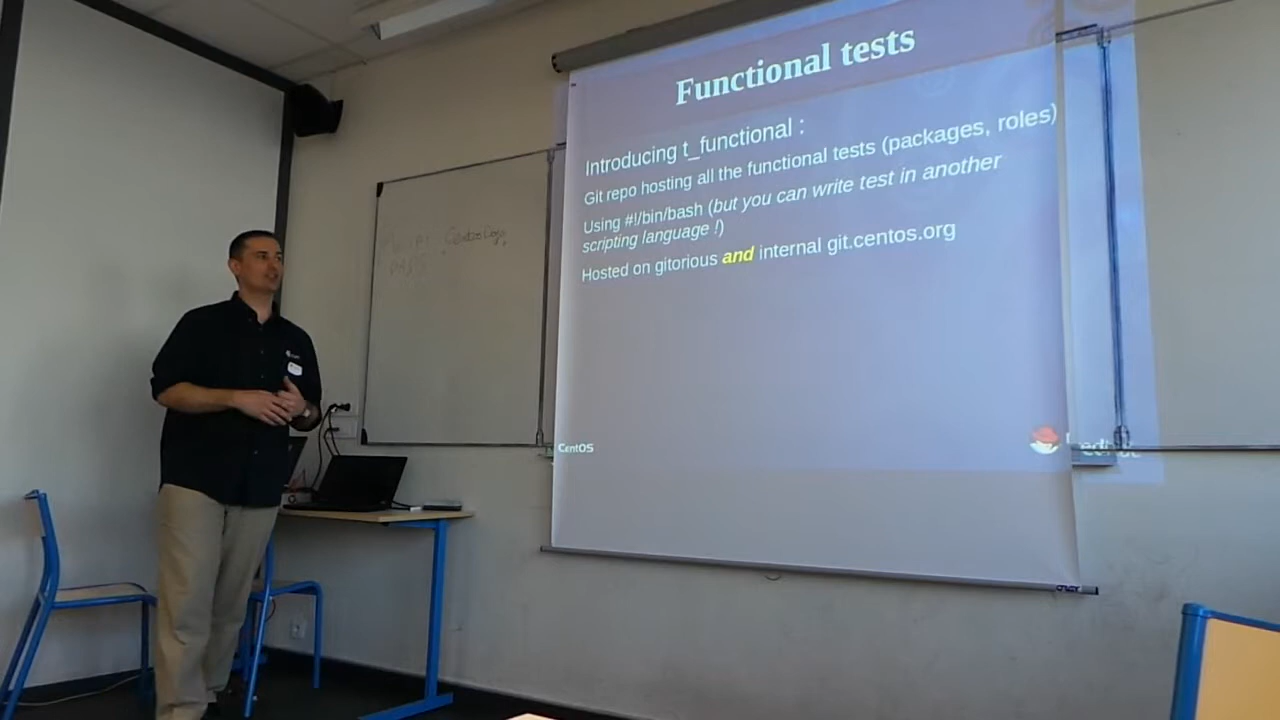 Functional tests
Introducing t_functional :
Git repo hosting all the functional tests (packages, roles)
Using #!/bin/bash (but you can write test in another
scripting language !)
Hosted on gitorious and internal git.centos.org
CentOS